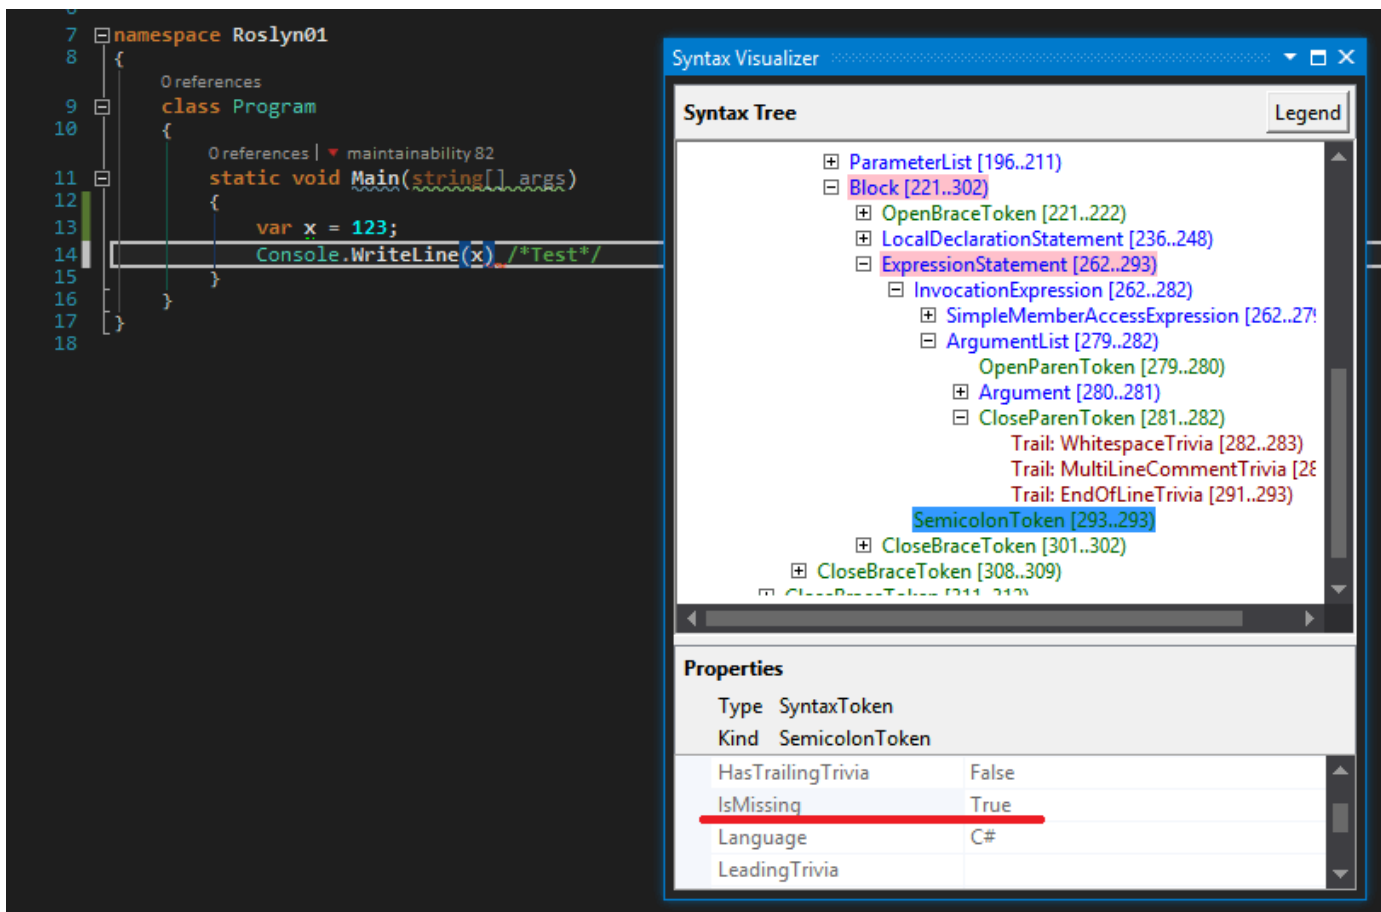 7 namespace Roslyn01
8 {
0 references
9 class Program
10 {
0 references | maintainability 82
11 static void Main(string[] args)
12 {
13 var x = 123;
14 Console.WriteLine(x) /*Test*/
15 }
16 }
17 }
18
Syntax Visualizer
Syntax Tree
Legend
ParameterList [196..211)
Block [221..302)
OpenBraceToken [221..222)
LocalDeclarationStatement [236..248)
ExpressionStatement [262..293)
InvocationExpression [262..282)
SimpleMemberAccessExpression [262..279
ArgumentList [279..282)
OpenParenToken [279..280)
Argument [280..281)
CloseParenToken [281..282)
Trail: WhitespaceTrivia [282..283)
Trail: MultiLineCommentTrivia [28
Trail: EndOfLineTrivia [291..293)
SemicolonToken [293..293)
CloseBraceToken [301..302)
CloseBraceToken [308..309)
CloseBraceToken [311..312)
Properties
Type SyntaxToken
Kind SemicolonToken
HasTrailingTrivia False
IsMissing True
Language C#
LeadingTrivia